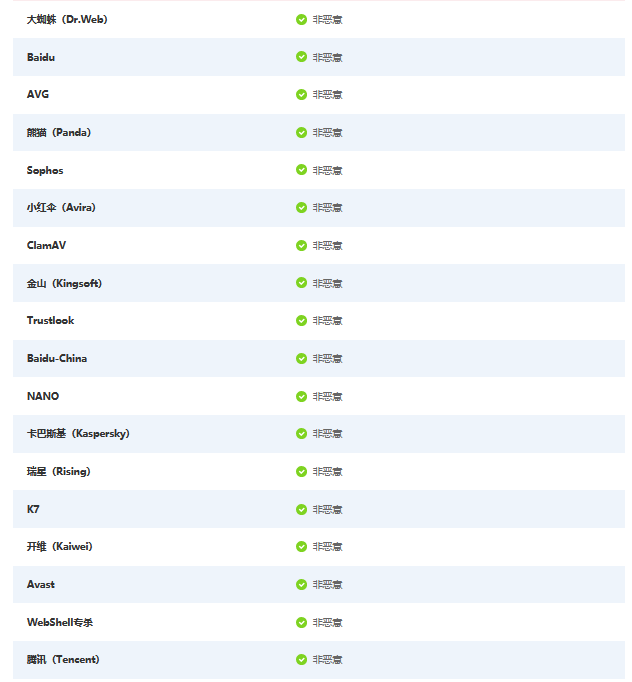 大蜘蛛（Dr.Web） 非恶意
Baidu 非恶意
AVG 非恶意
熊猫（Panda） 非恶意
Sophos 非恶意
小红伞（Avira） 非恶意
ClamAV 非恶意
金山（Kingsoft） 非恶意
Trustlook 非恶意
Baidu-China 非恶意
NANO 非恶意
卡巴斯基（Kaspersky） 非恶意
瑞星（Rising） 非恶意
K7 非恶意
开维（Kaiwei） 非恶意
Avast 非恶意
WebShell专杀 非恶意
腾讯（Tencent） 非恶意